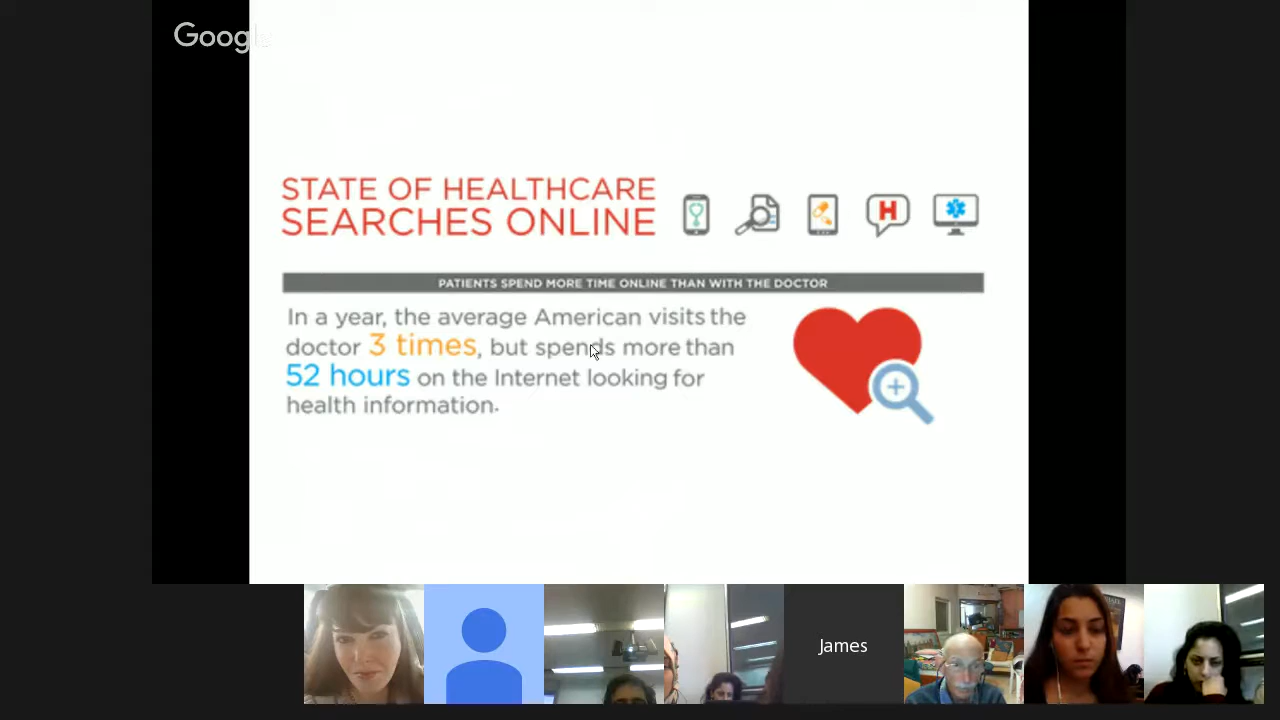 Google
STATE OF HEALTHCARE
SEARCHES ONLINE
H
PATIENTS SPEND MORE TIME ONLINE THAN WITH THE DOCTOR
In a year, the average American visits the
doctor 3 times, but spends more than
52 hours on the Internet looking for
health information.
James